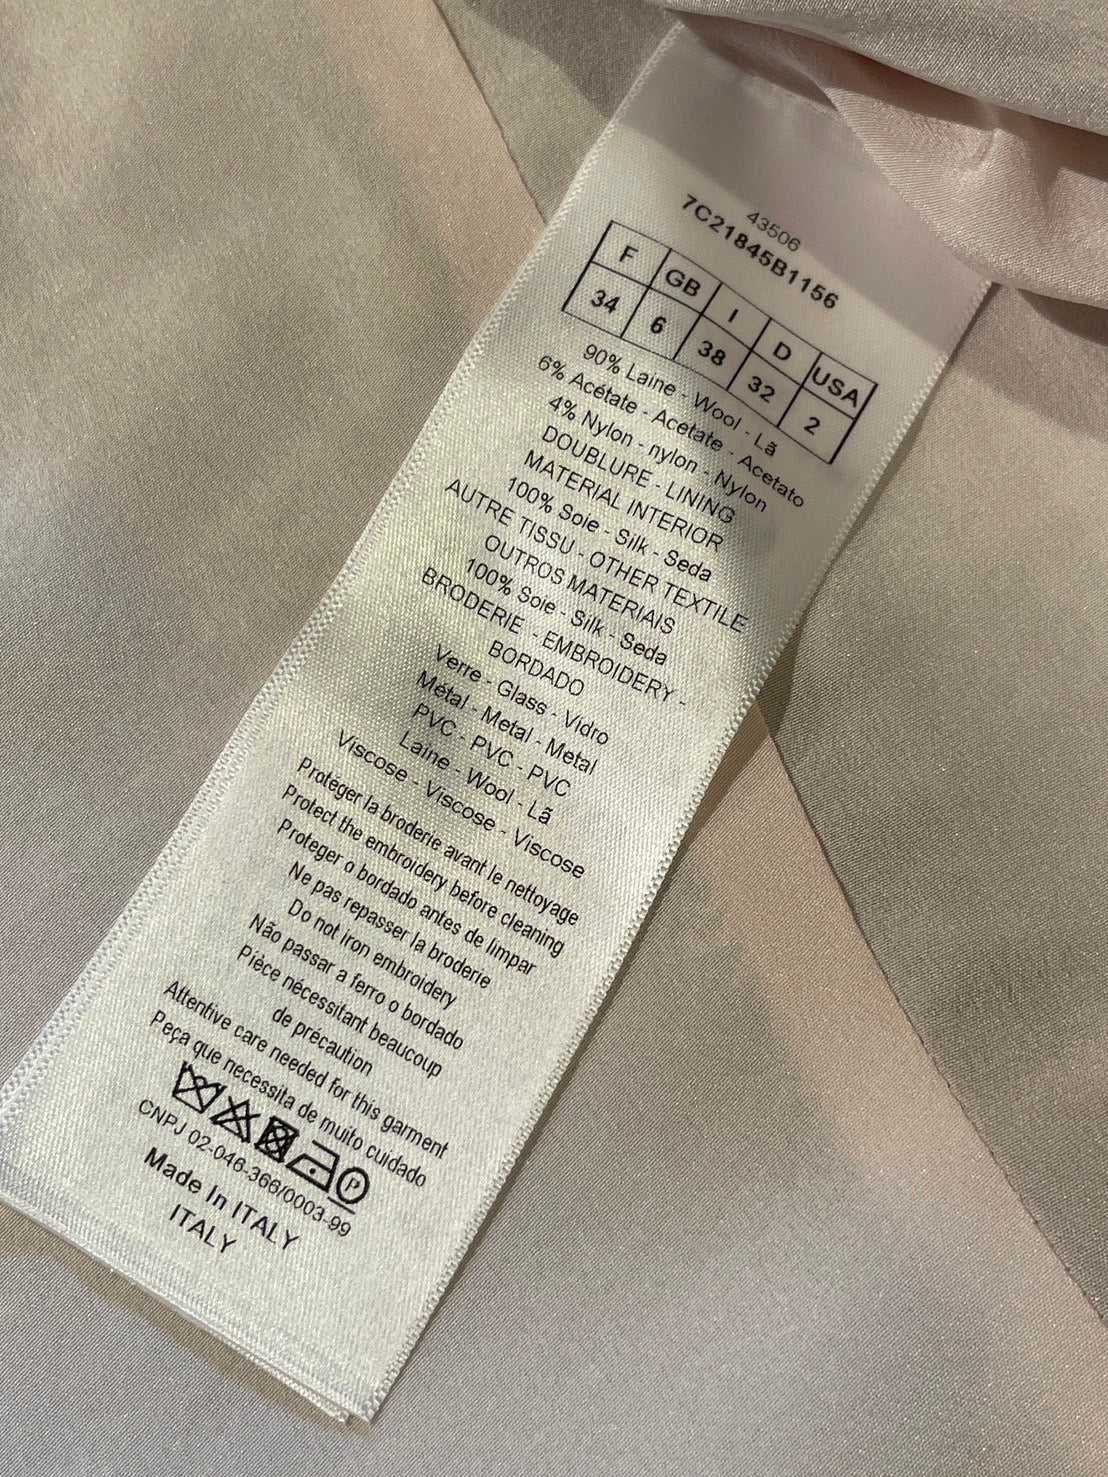 43506
7C21845B1156
F GB I D USA
34 6 38 32 2
90% Laine - Wool - Lã
6% Acétate - Acetate - Acetato
4% Nylon - nylon - Nylon
DOUBLURE - LINING
MATERIAL INTERIOR
100% Soie - Silk - Seda
AUTRE TISSU - OTHER TEXTILE
OUTROS MATERIAIS
100% Soie - Silk - Seda
BRODERIE - EMBROIDERY -
BORDADO
Verre - Glass - Vidro
Métal - Metal - Metal
PVC - PVC - PVC
Laine - Wool - Lã
Viscose - Viscose - Viscose
Protéger la broderie avant le nettoyage
Protect the embroidery before cleaning
Proteger o bordado antes de limpar
Ne pas repasser la broderie
Do not iron embroidery
Não passar a ferro o bordado
Pièce nécessitant beaucoup
de précaution
Attentive care needed for this garment
Peça que necessita de muito cuidado
P
CNPJ 02-046-366/0003-99
Made In ITALY
ITALY